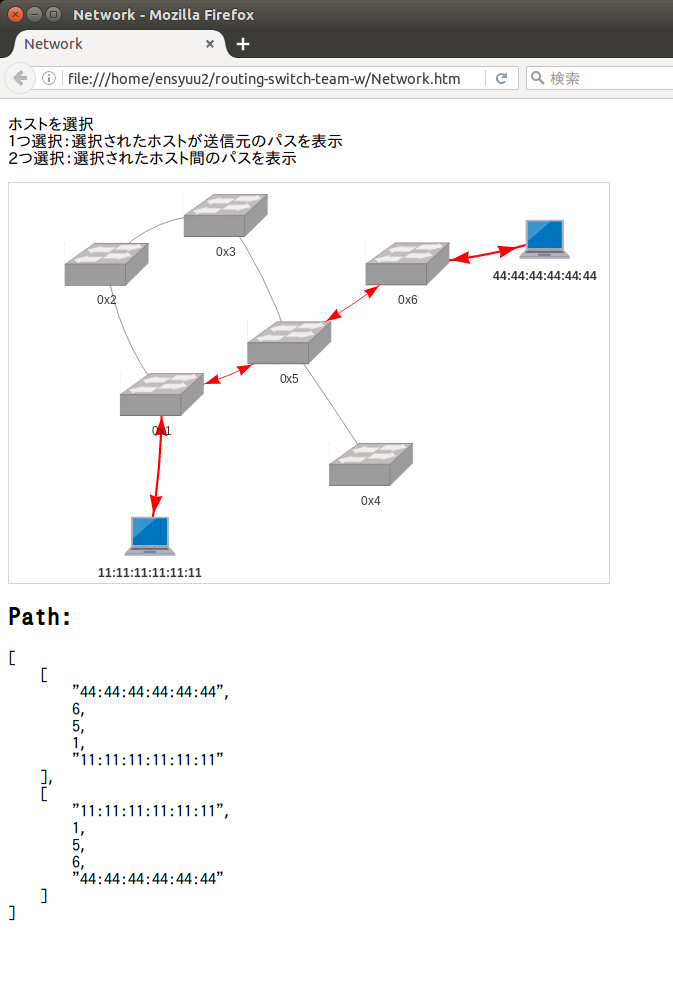 Network - Mozilla Firefox
Network
file:///home/ensyuu2/routing-switch-team-w/Network.htm
検索
ホストを選択
1つ選択：選択されたホストが送信元のパスを表示
2つ選択：選択されたホスト間のパスを表示
0x3
0x2
0x6
44:44:44:44:44:44
0x5
0x1
0x4
11:11:11:11:11:11
Path:
[
[
"44:44:44:44:44:44",
6,
5,
1,
"11:11:11:11:11:11"
],
[
"11:11:11:11:11:11",
1,
5,
6,
"44:44:44:44:44:44"
]
]